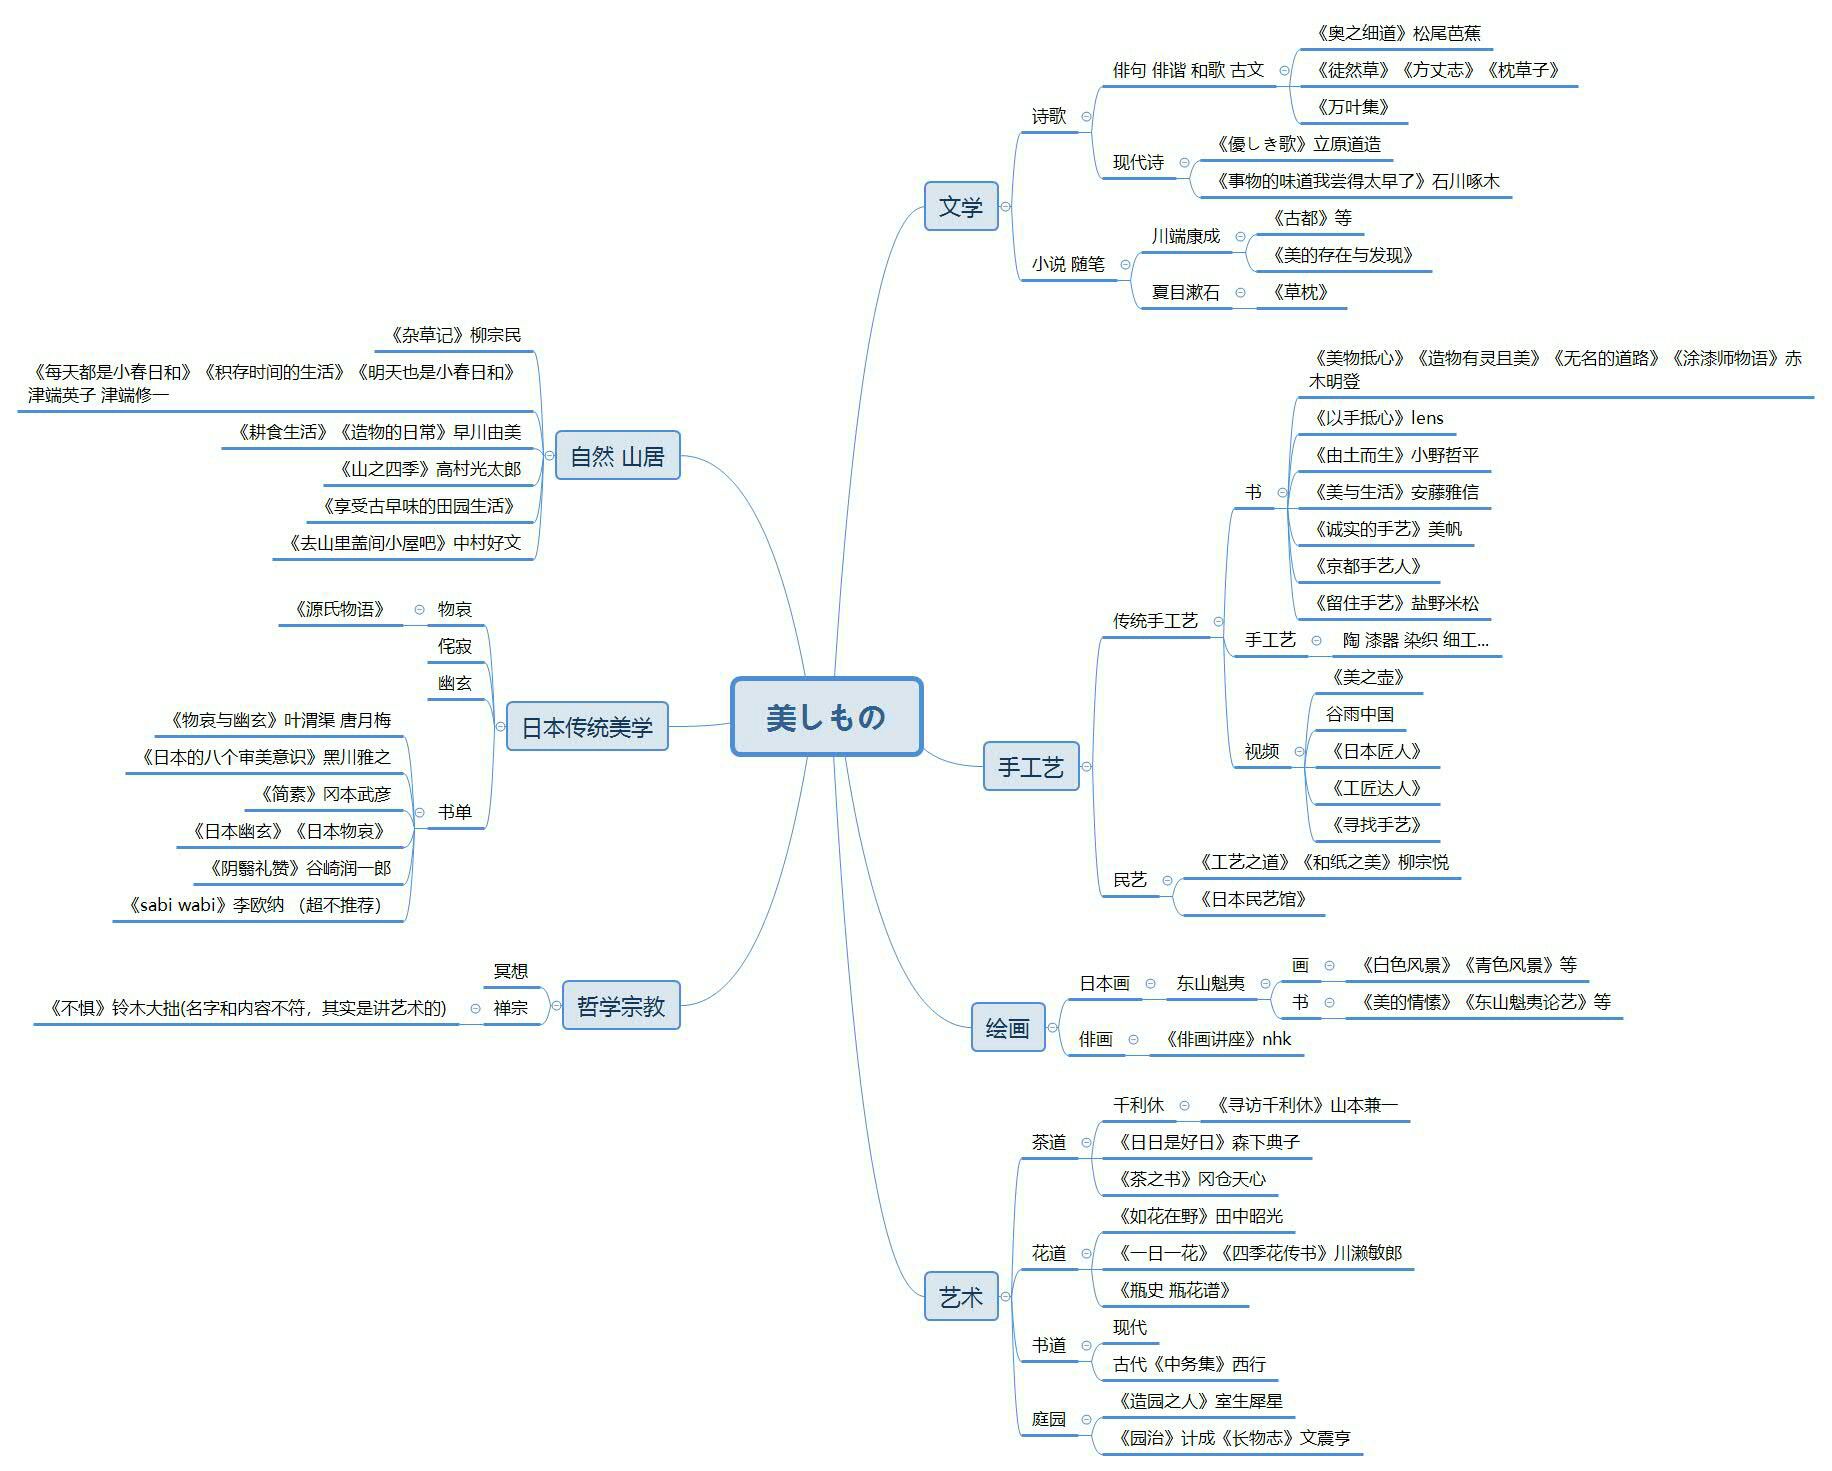 美しもの
文学
诗歌
俳句 俳谐 和歌 古文
《奥之细道》松尾芭蕉
《徒然草》《方丈志》《枕草子》
《万叶集》
现代诗
《優しき歌》立原道造
《事物的味道我尝得太早了》石川啄木
小说 随笔
川端康成
《古都》等
《美的存在与发现》
夏目漱石
《草枕》
手工艺
传统手工艺
书
《美物抵心》《造物有灵且美》《无名的道路》《涂漆师物语》赤
木明登
《以手抵心》lens
《由土而生》小野哲平
《美与生活》安藤雅信
《诚实的手艺》美帆
《京都手艺人》
《留住手艺》盐野米松
手工艺
陶 漆器 染织 细工...
视频
《美之壶》
谷雨中国
《日本匠人》
《工匠达人》
《寻找手艺》
民艺
《工艺之道》《和纸之美》柳宗悦
《日本民艺馆》
绘画
日本画
东山魁夷
画
《白色风景》《青色风景》等
书
《美的情愫》《东山魁夷论艺》等
俳画
《俳画讲座》nhk
艺术
茶道
千利休
《寻访千利休》山本兼一
《日日是好日》森下典子
《茶之书》冈仓天心
花道
《如花在野》田中昭光
《一日一花》《四季花传书》川濑敏郎
《瓶史 瓶花谱》
书道
现代
古代《中务集》西行
庭园
《造园之人》室生犀星
《园治》计成《长物志》文震亨
自然 山居
《杂草记》柳宗民
《每天都是小春日和》《积存时间的生活》《明天也是小春日和》
津端英子 津端修一
《耕食生活》《造物的日常》早川由美
《山之四季》高村光太郎
《享受古早味的田园生活》
《去山里盖间小屋吧》中村好文
日本传统美学
物哀
《源氏物语》
侘寂
幽玄
书单
《物哀与幽玄》叶渭渠 唐月梅
《日本的八个审美意识》黑川雅之
《简素》冈本武彦
《日本幽玄》《日本物哀》
《阴翳礼赞》谷崎润一郎
《sabi wabi》李欧纳 （超不推荐）
哲学宗教
冥想
禅宗
《不惧》铃木大拙(名字和内容不符，其实是讲艺术的)